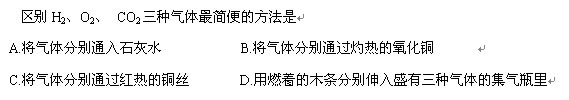 区别 H₂、O₂、 CO₂三种气体最简便的方法是↵
A.将气体分别通入石灰水 B.将气体分别通过灼热的氧化铜 ↵
C.将气体分别通过红热的铜丝 D.用燃着的木条分别伸入盛有三种气体的集气瓶里↵